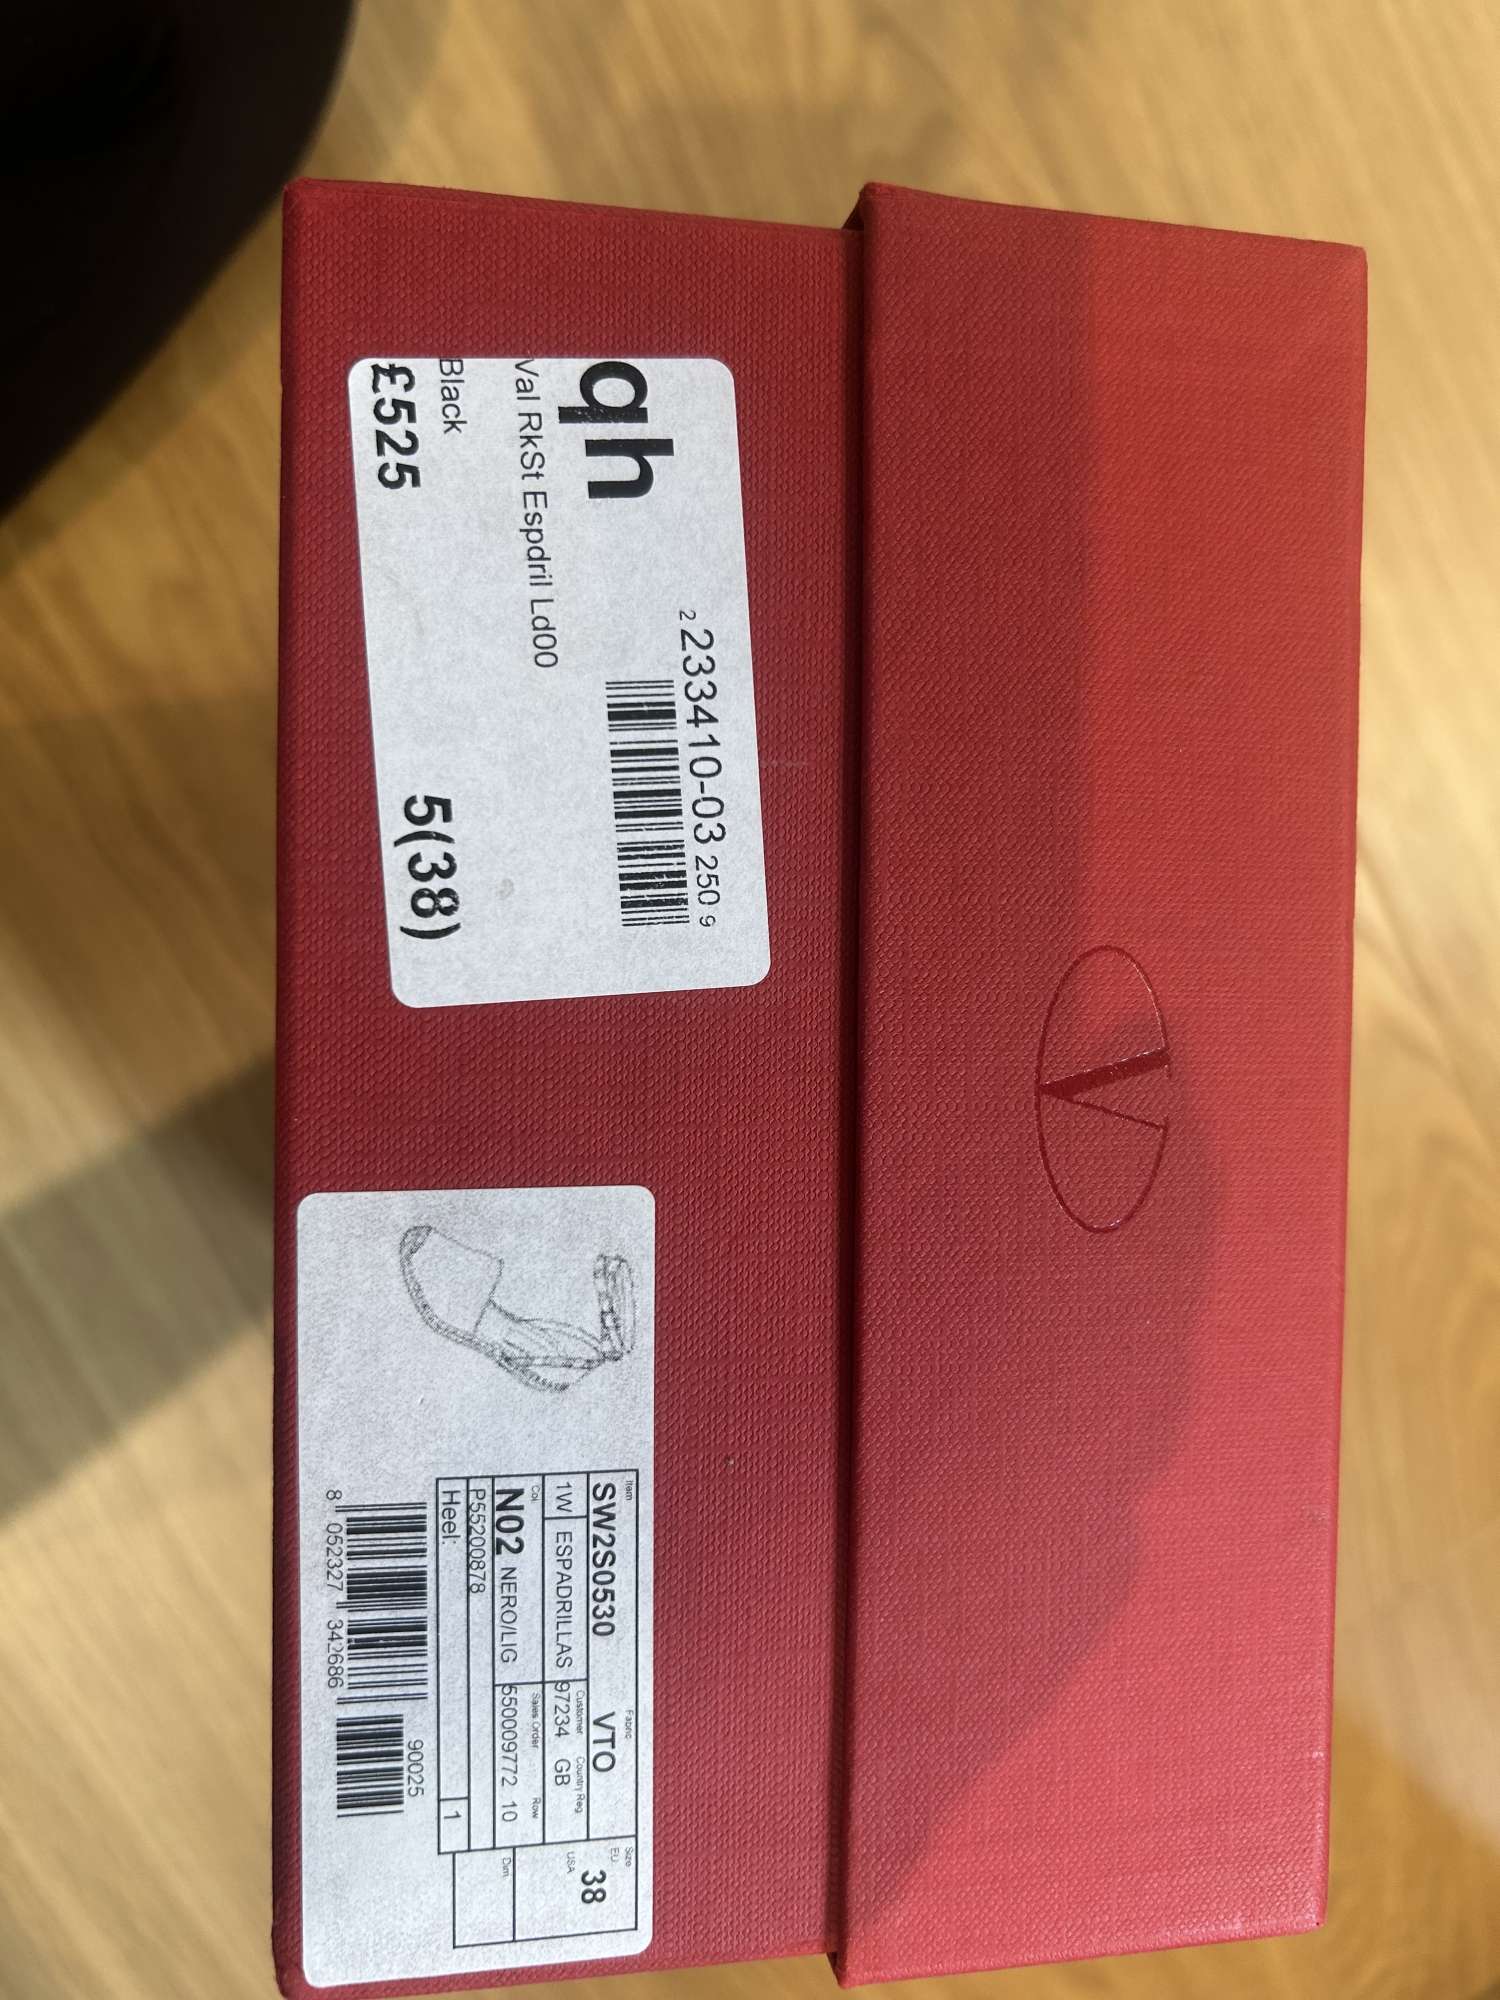 2 233410-03 250 9
qh
Val RkSt Espdril Ld00
Black
£525
5(38)
V
Item
Fabric
Size
SW2S0530
VTO
EU
38
Customer
Country Reg
USA
1W
ESPADRILLAS
97234
GB
Col
Sales Order
Row
Dim
N02 NERO/LIG
550009772
10
P55200878
Heel:
1
90025
8 052327 342686